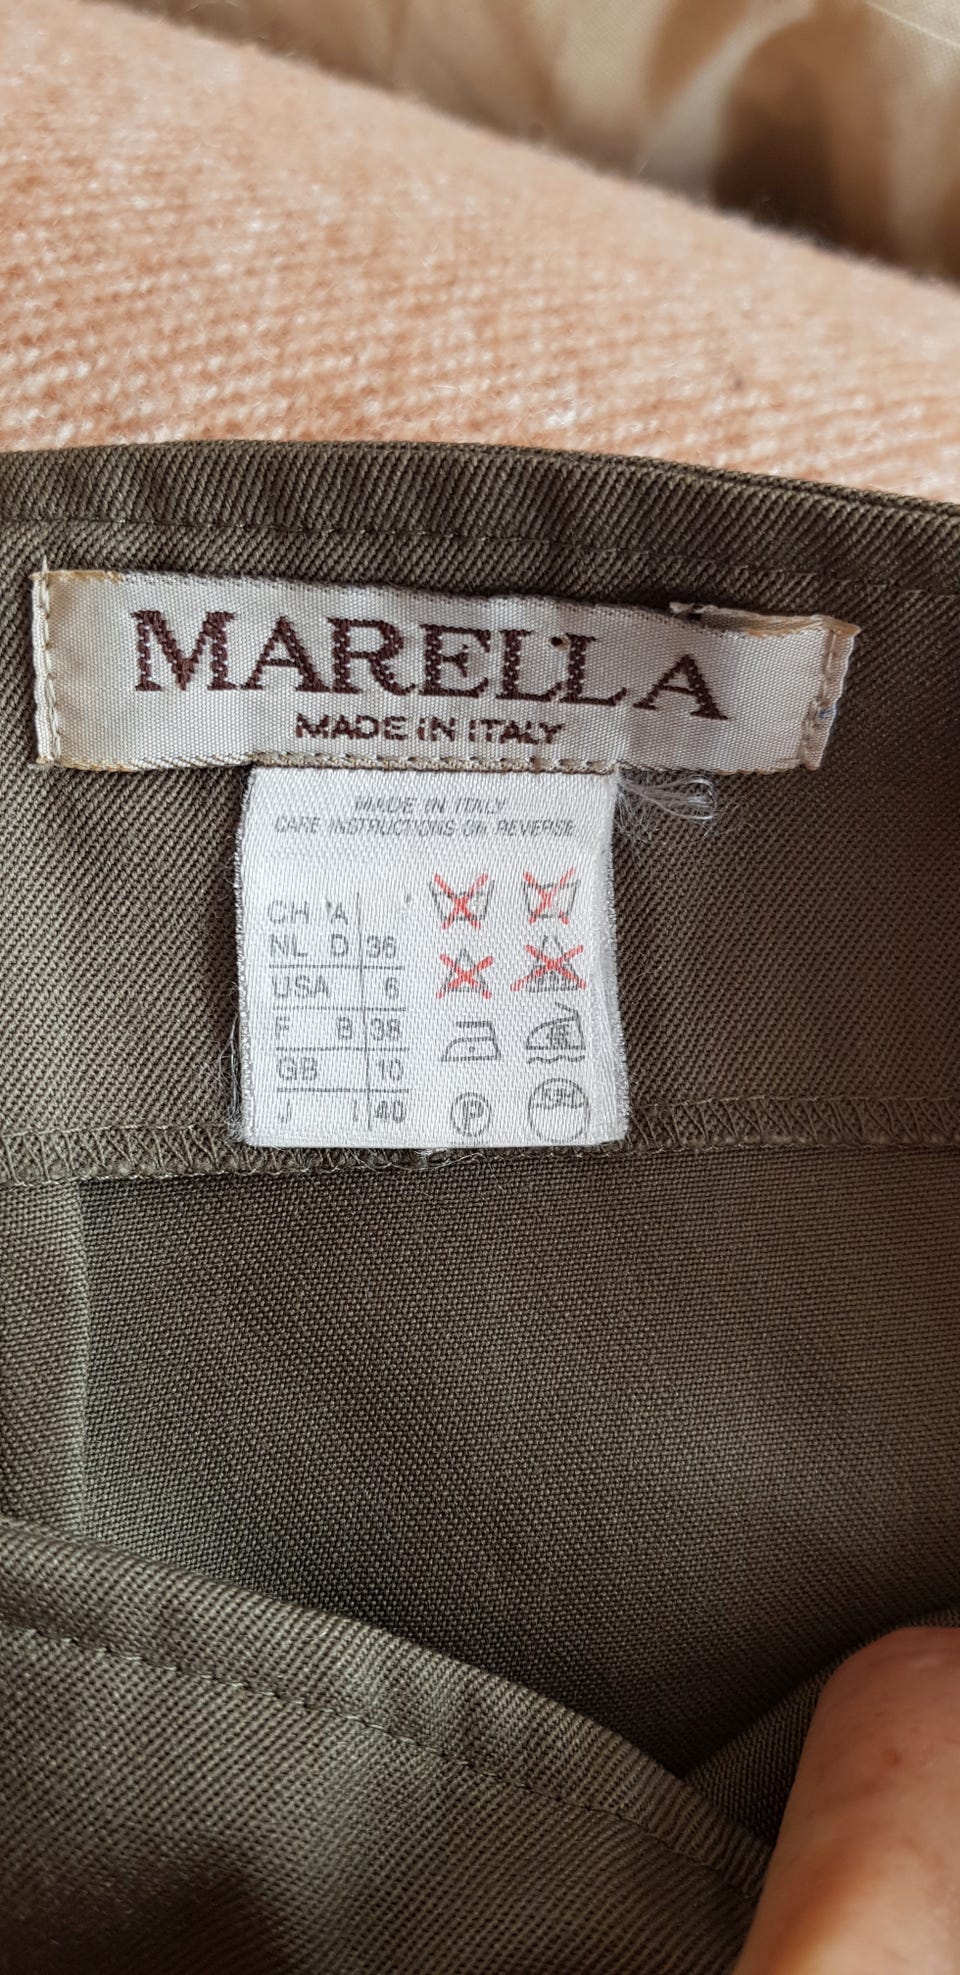 MARELLA
MADE IN ITALY
MADE IN ITALY
CARE INSTRUCTIONS ON REVERSE
CH A
NL D 36
USA 6
F B 38
GB 10
J I 40
P